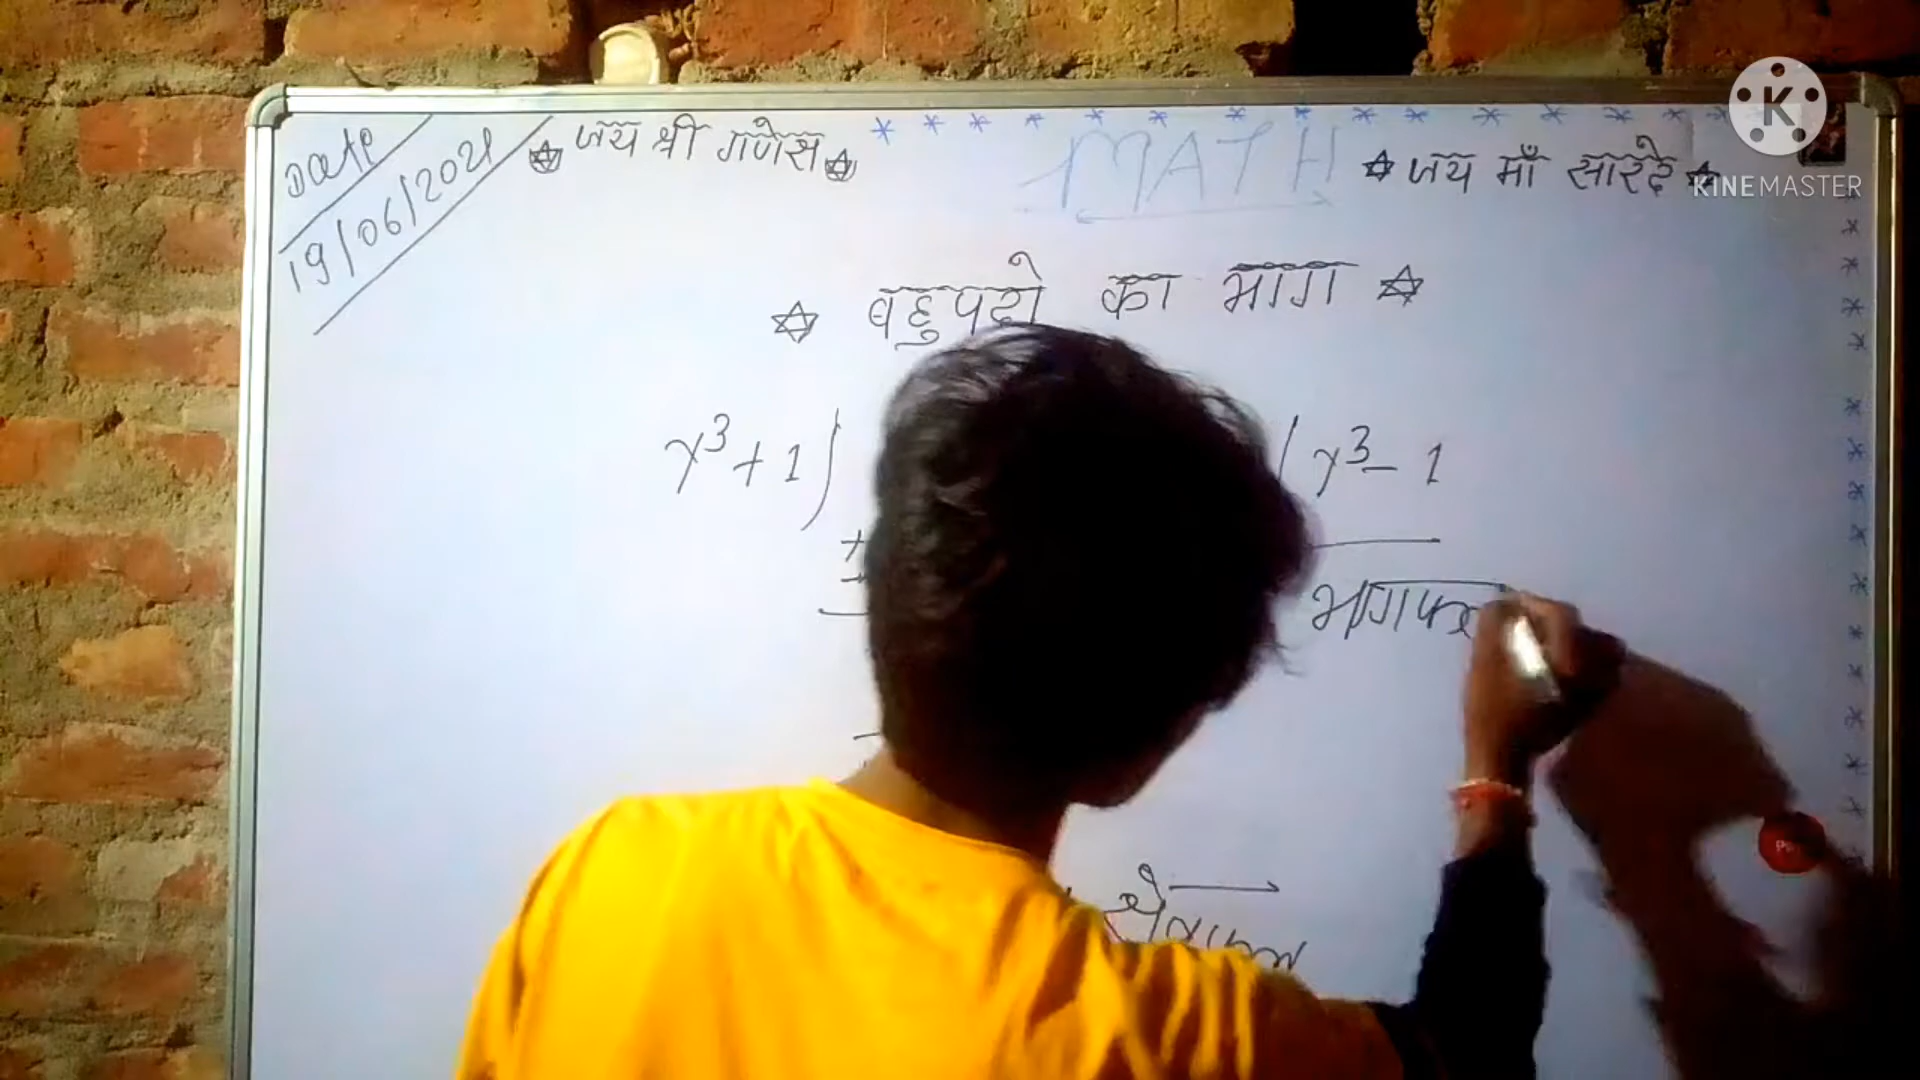 Date
19/06/2021
जय श्री गणेस
MATH
जय माँ सारदे
KINEMASTER
बहुपदो का भाग
x³ + 1) | x³ - 1
भागफल